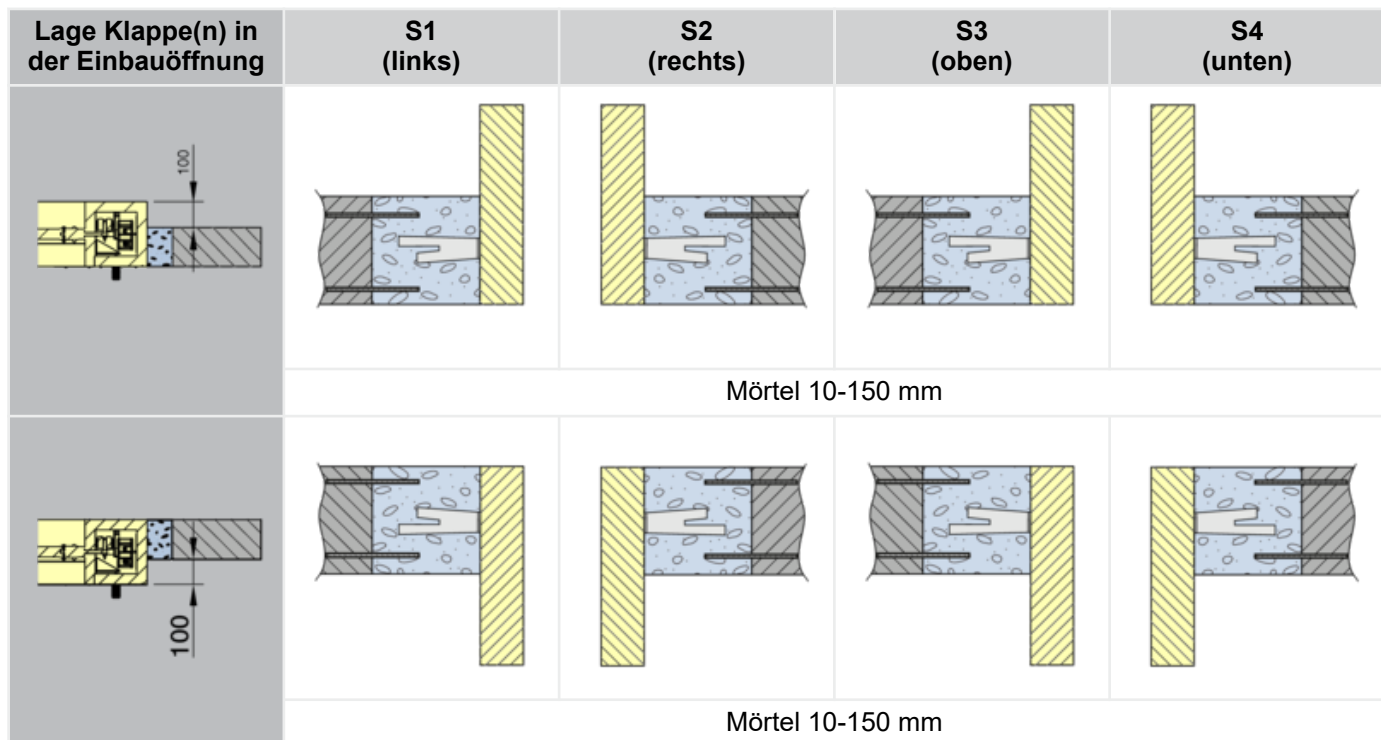 Lage Klappe(n) in
der Einbauöffnung
S1
(links)
S2
(rechts)
S3
(oben)
S4
(unten)
100
Mörtel 10-150 mm
100
Mörtel 10-150 mm